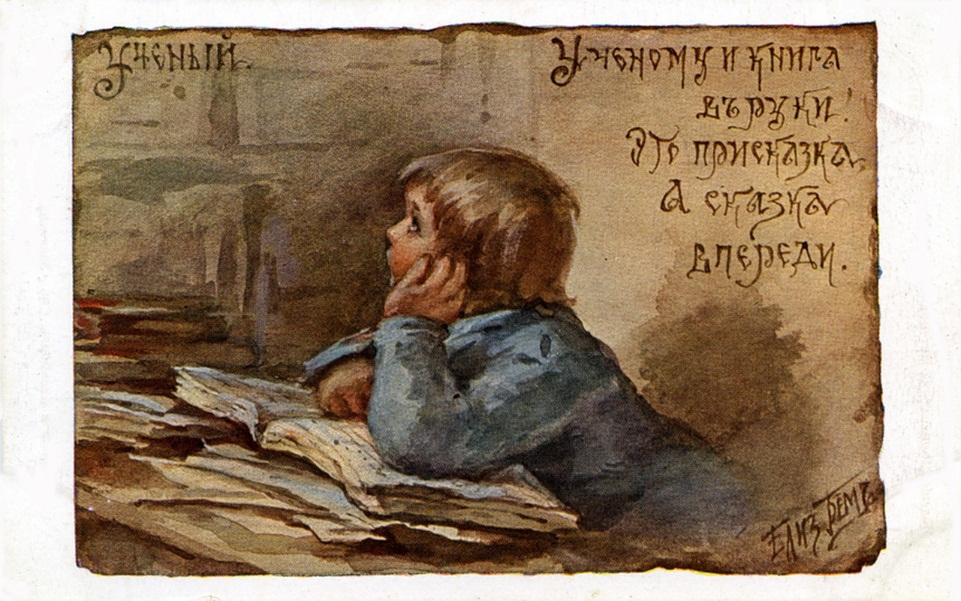 Ученый.
Ученому и книга
въ руки!
Это присказка,
А сказка
впереди.
Елиз Бемъ